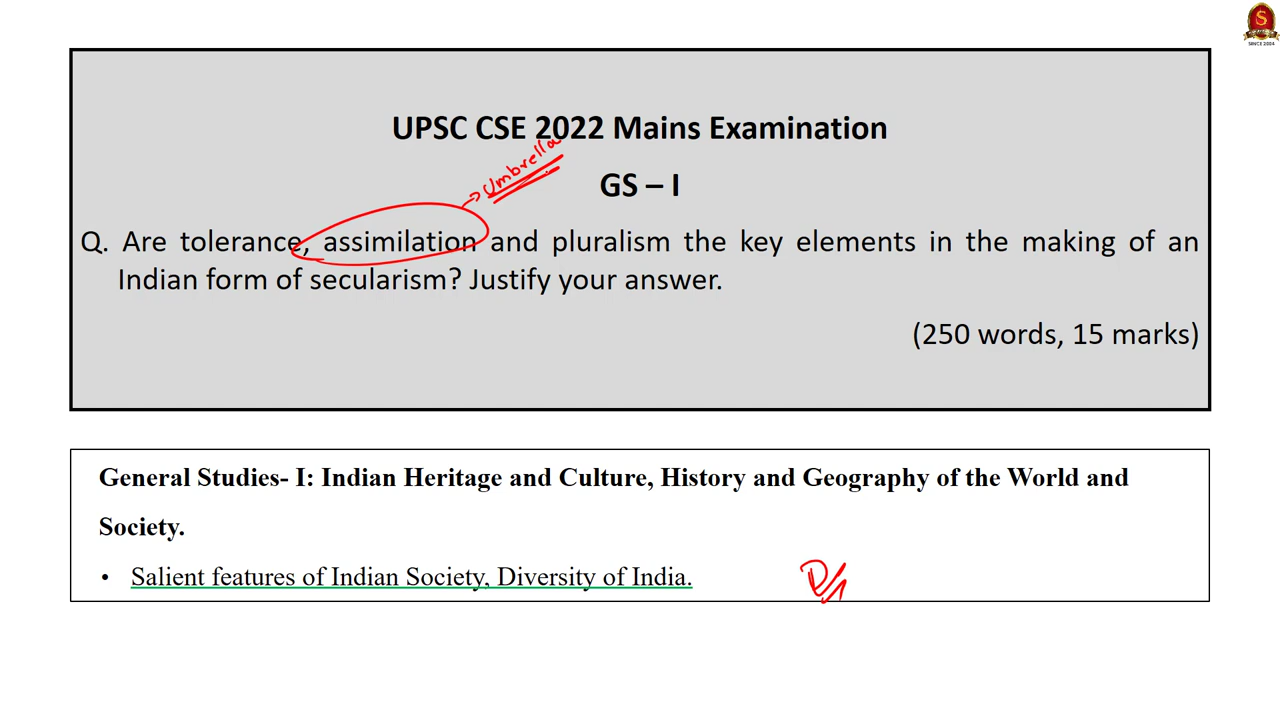 S
SINCE 2004
UPSC CSE 2022 Mains Examination
Umbrella
GS – I
Q. Are tolerance, assimilation and pluralism the key elements in the making of an
Indian form of secularism? Justify your answer.
(250 words, 15 marks)
General Studies- I: Indian Heritage and Culture, History and Geography of the World and
Society.
• Salient features of Indian Society, Diversity of India.